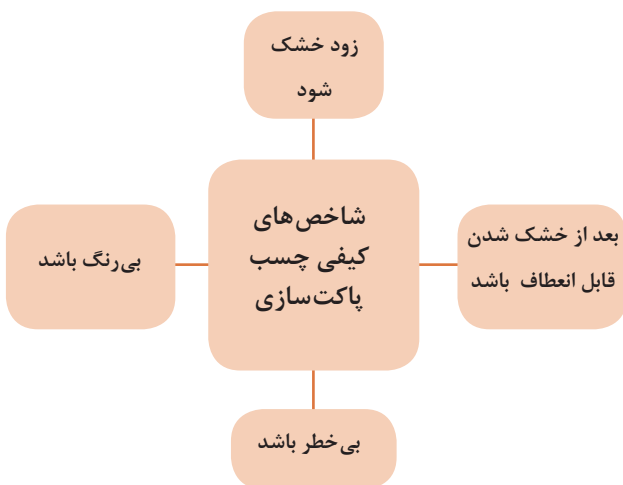 زود خشک
شود
شاخص‌های
کیفی چسب
پاکت‌سازی
بعد از خشک شدن
قابل انعطاف باشد
بی‌رنگ باشد
بی‌خطر باشد